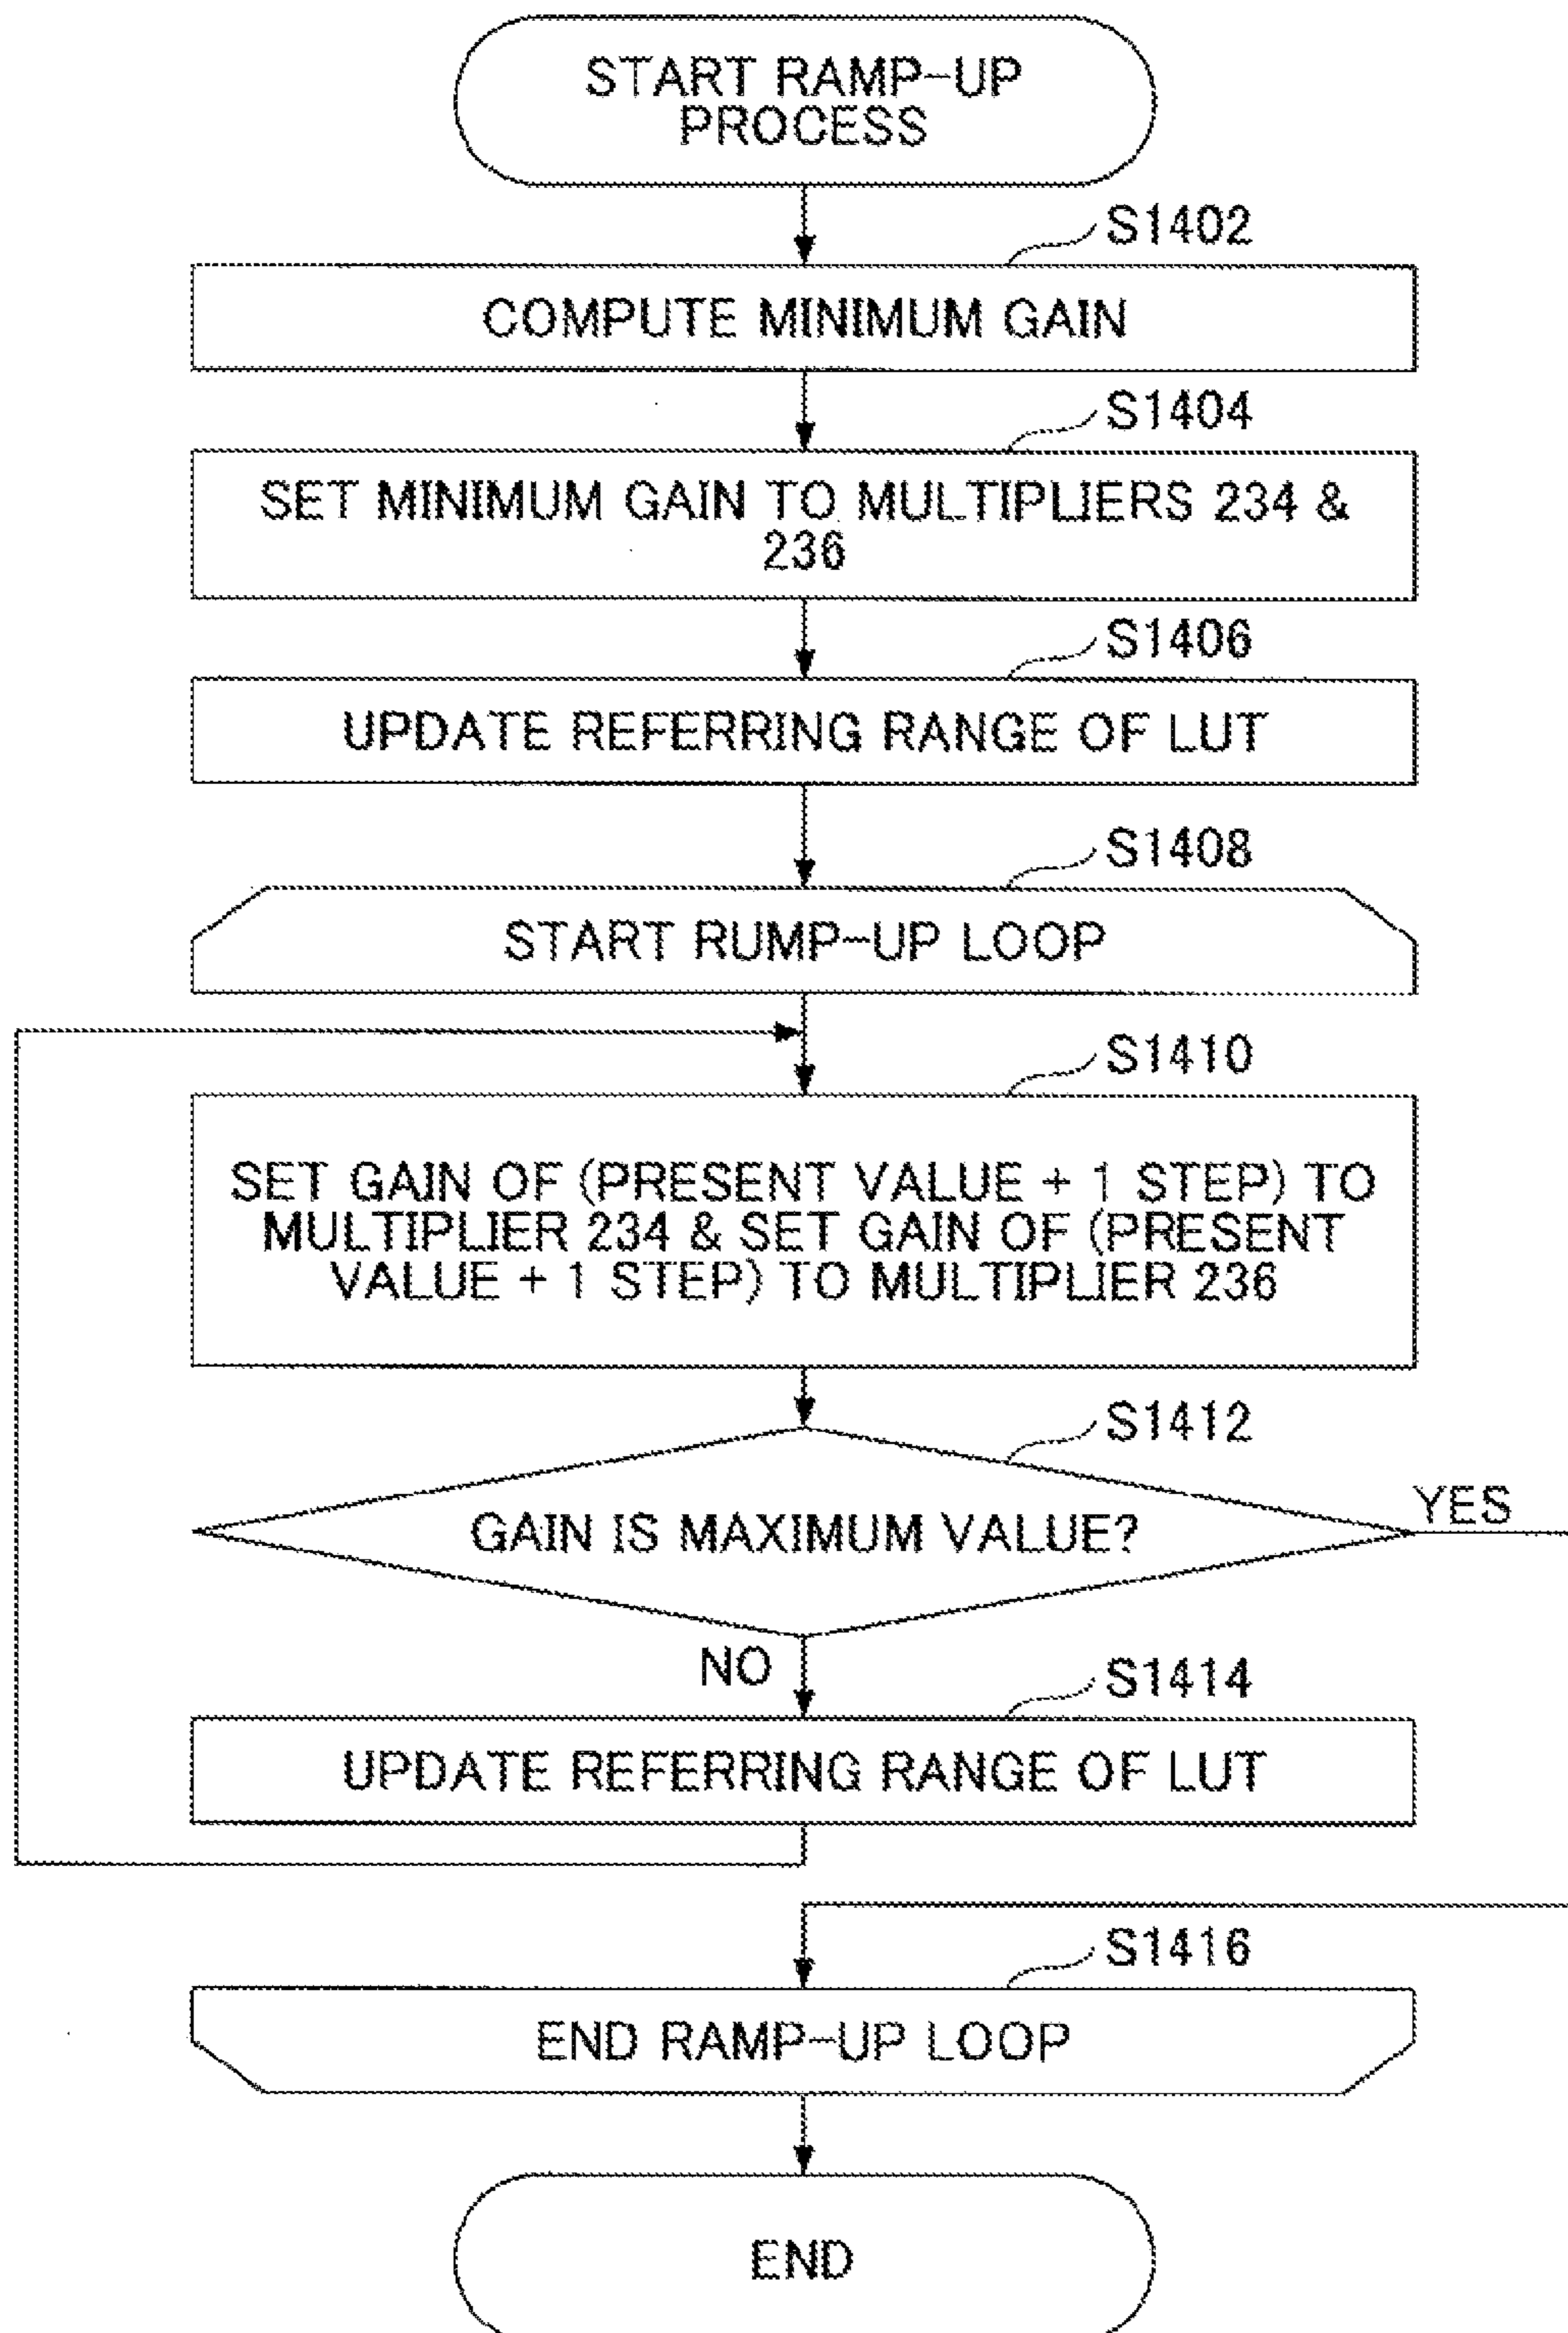 START RAMP-UP
PROCESS
S1402
COMPUTE MINIMUM GAIN
S1404
SET MINIMUM GAIN TO MULTIPLIERS 234 &
236
S1406
UPDATE REFERRING RANGE OF LUT
S1408
START RUMP-UP LOOP
S1410
SET GAIN OF (PRESENT VALUE + 1 STEP) TO
MULTIPLIER 234 & SET GAIN OF (PRESENT
VALUE + 1 STEP) TO MULTIPLIER 236
S1412
GAIN IS MAXIMUM VALUE?
YES
NO
S1414
UPDATE REFERRING RANGE OF LUT
S1416
END RAMP-UP LOOP
END